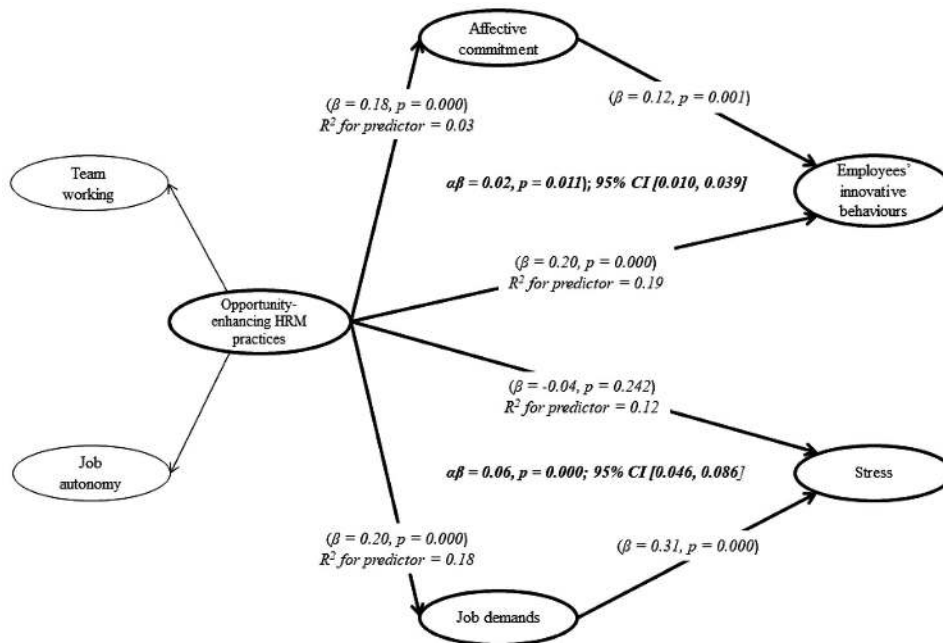 Affective
commitment
(β = 0.18, p = 0.000)
R² for predictor = 0.03
(β = 0.12, p = 0.001)
Team
working
αβ = 0.02, p = 0.011); 95% CI [0.010, 0.039]
Employees'
innovative
behaviours
(β = 0.20, p = 0.000)
R² for predictor = 0.19
Opportunity-
enhancing HRM
practices
(β = -0.04, p = 0.242)
R² for predictor = 0.12
Job
autonomy
αβ = 0.06, p = 0.000; 95% CI [0.046, 0.086]
Stress
(β = 0.20, p = 0.000)
R² for predictor = 0.18
(β = 0.31, p = 0.000)
Job demands